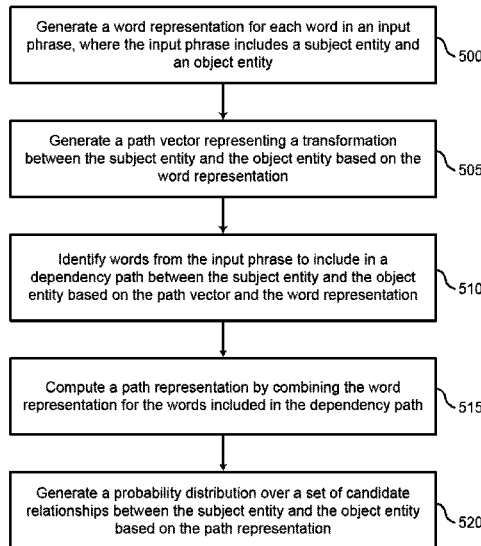 Generate a word representation for each word in an input
phrase, where the input phrase includes a subject entity and
an object entity
500
Generate a path vector representing a transformation
between the subject entity and the object entity based on the
word representation
505
Identify words from the input phrase to include in a
dependency path between the subject entity and the object
entity based on the path vector and the word representation
510
Compute a path representation by combining the word
representation for the words included in the dependency path
515
Generate a probability distribution over a set of candidate
relationships between the subject entity and the object entity
based on the path representation
520